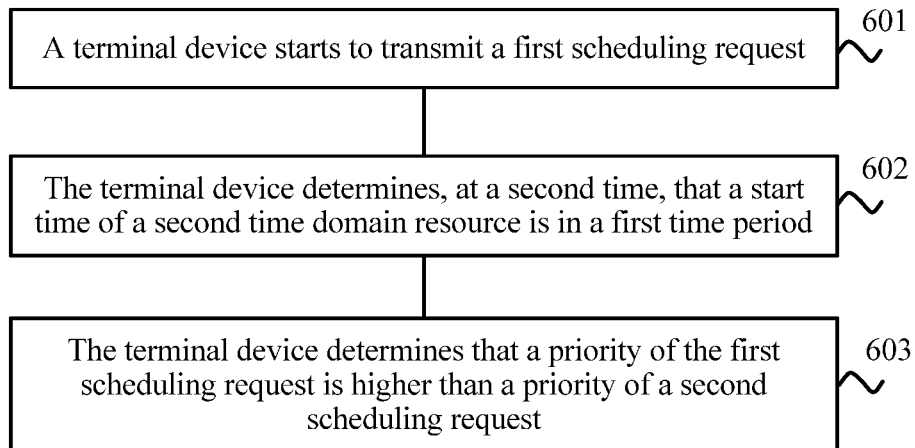 601
A terminal device starts to transmit a first scheduling request
602
The terminal device determines, at a second time, that a start
time of a second time domain resource is in a first time period
603
The terminal device determines that a priority of the first
scheduling request is higher than a priority of a second
scheduling request